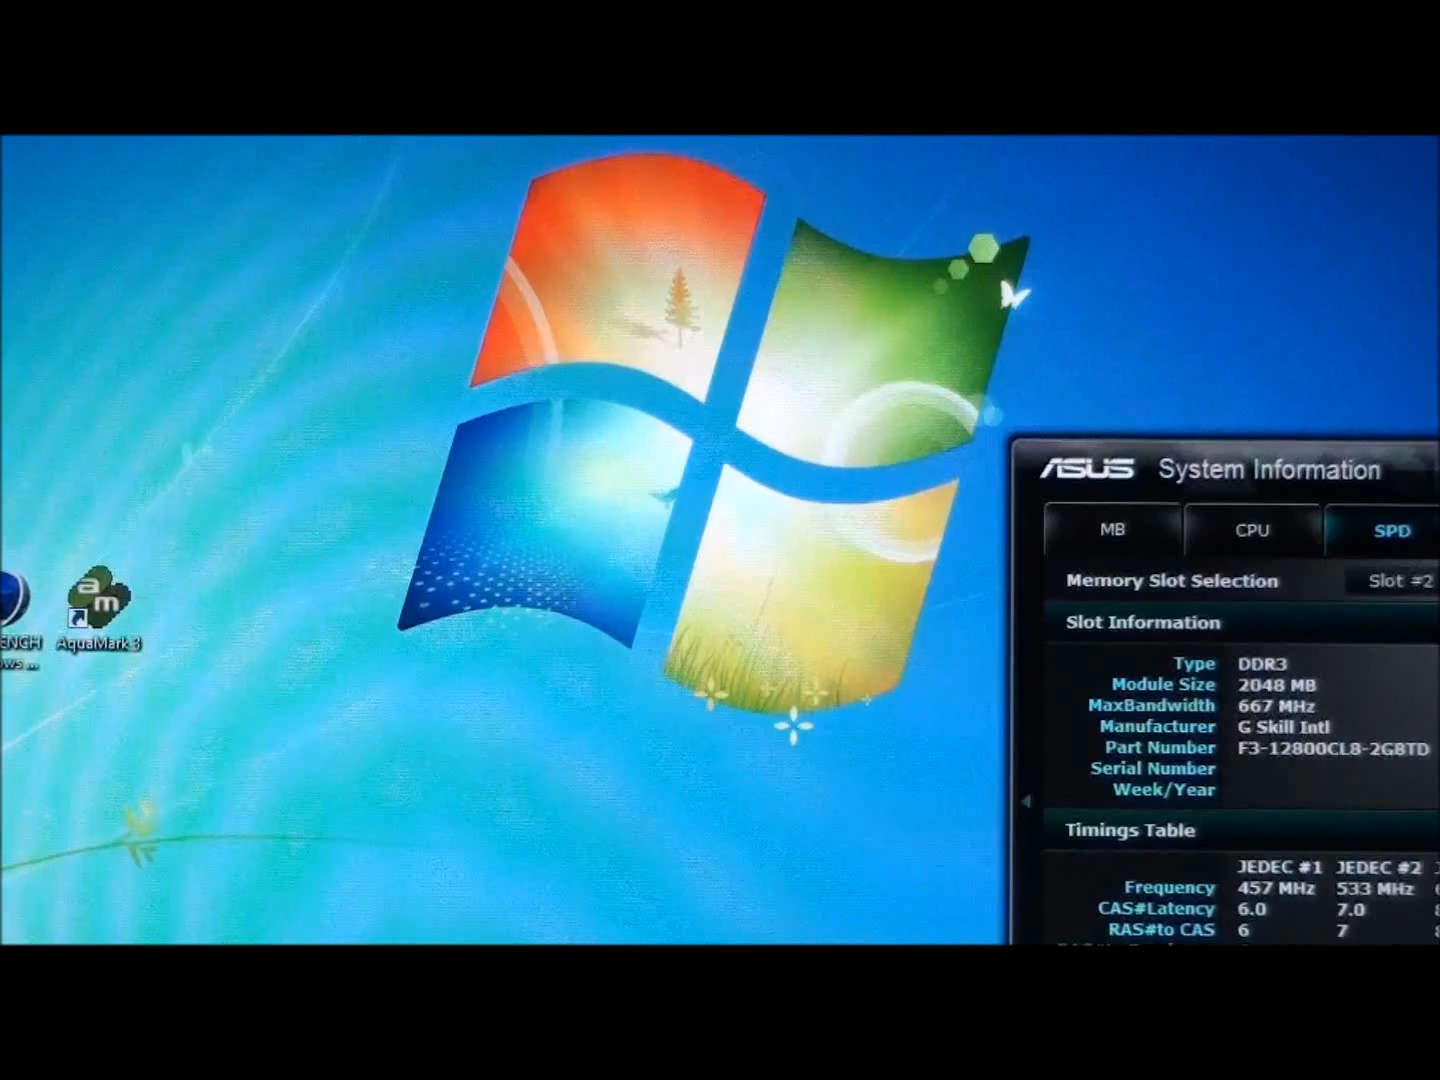 ENCH
AquaMark 3
ows ...
ASUS System Information
MB CPU SPD
Memory Slot Selection Slot #2
Slot Information
Type DDR3
Module Size 2048 MB
MaxBandwidth 667 MHz
Manufacturer G Skill Intl
Part Number F3-12800CL8-2GBTD
Serial Number
Week/Year
Timings Table
JEDEC #1 JEDEC #2
Frequency 457 MHz 533 MHz
CAS#Latency 6.0 7.0
RAS#to CAS 6 7